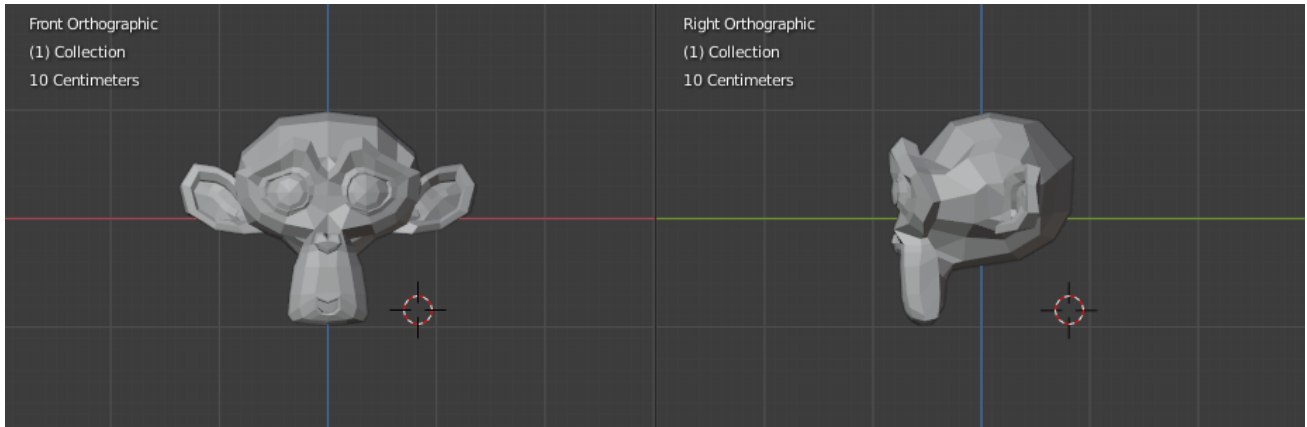 Front Orthographic
(1) Collection
10 Centimeters
Right Orthographic
(1) Collection
10 Centimeters